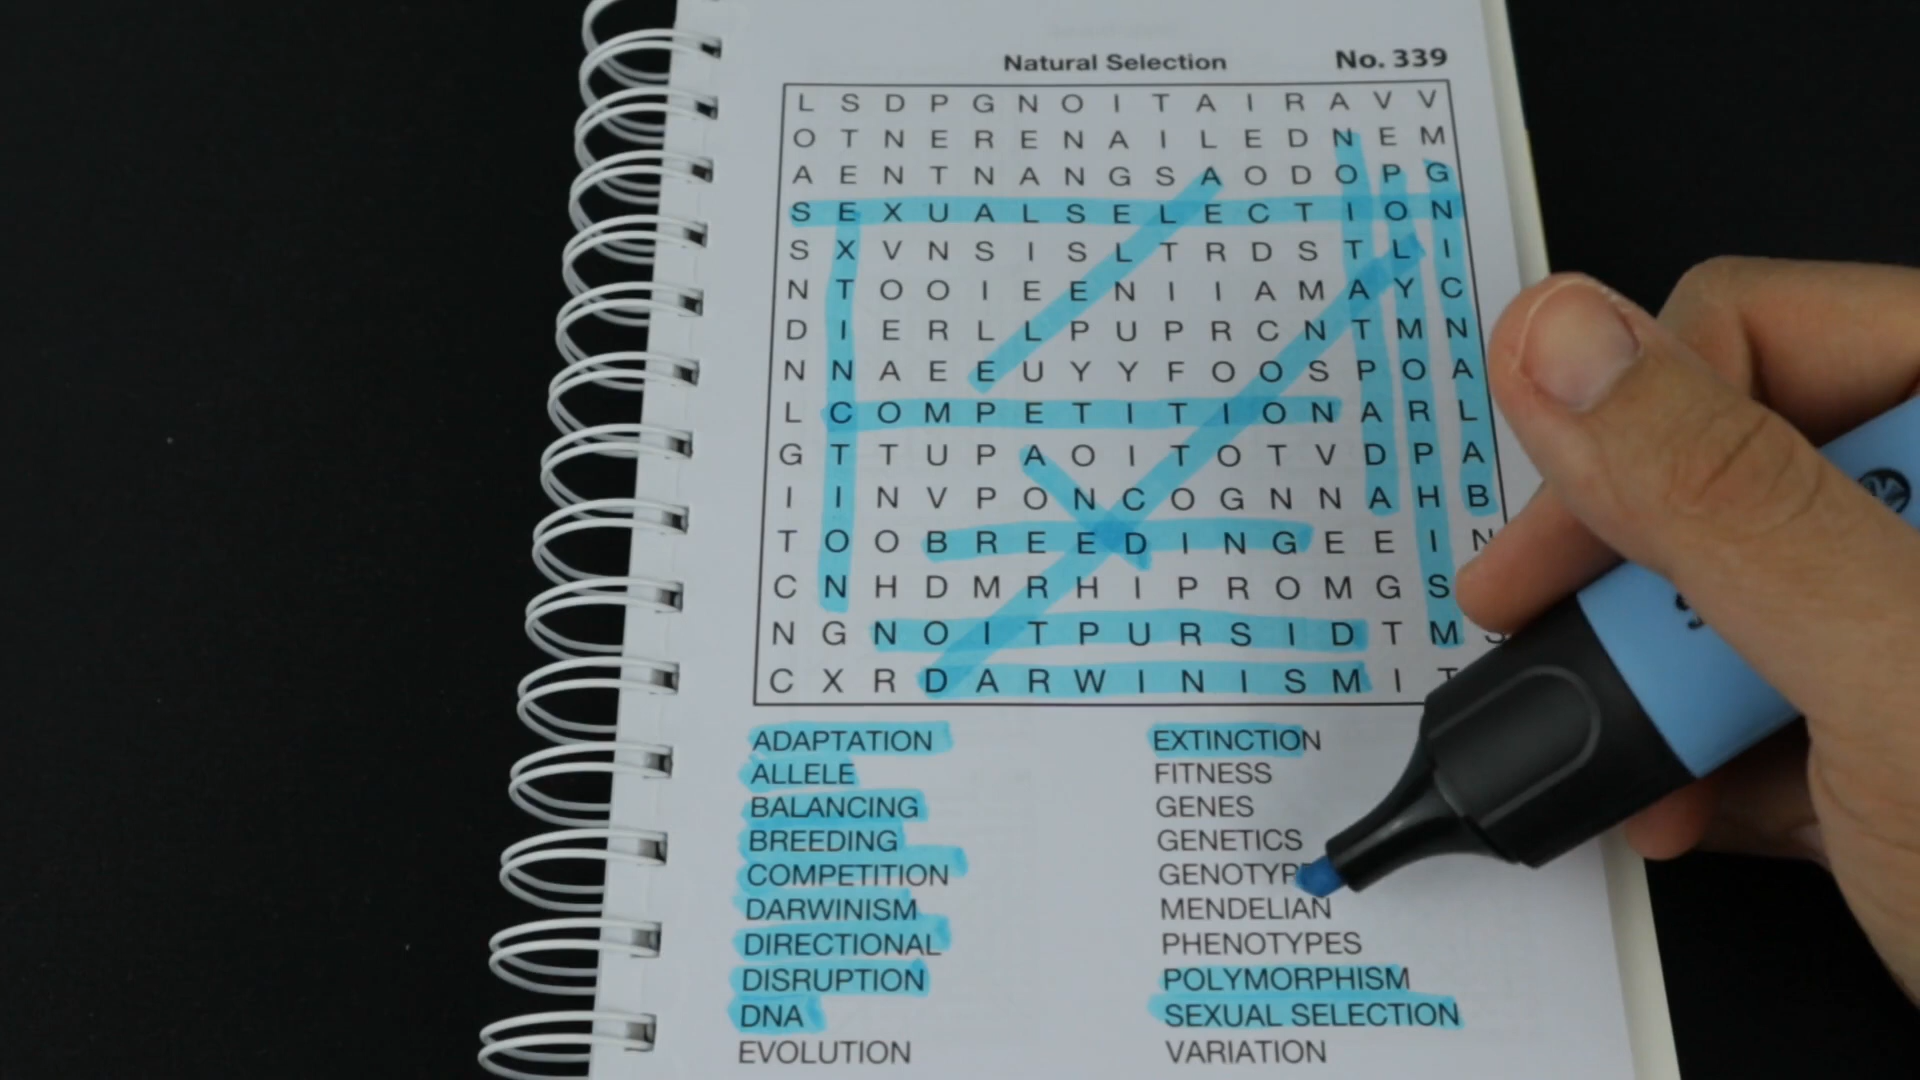 Natural Selection No. 339
L S D P G N O I T A I R A V V
O T N E R E N A I L E D N E M
A E N T N A N G S A O D O P G
S E X U A L S E L E C T I O N
S X V N S I S L T R D S T L I
N T O O I E E N I I A M A Y C
D I E R L L P U P R C N T M N
N N A E E U Y Y F O O S P O A
L C O M P E T I T I O N A R L
G T T U P A O I T O T V D P A
I I N V P O N C O G N N A H B
T O O B R E E D I N G E E I N
C N H D M R H I P R O M G S
N G N O I T P U R S I D T M
C X R D A R W I N I S M I
ADAPTATION EXTINCTION
ALLELE FITNESS
BALANCING GENES
BREEDING GENETICS
COMPETITION GENOTYP
DARWINISM MENDELIAN
DIRECTIONAL PHENOTYPES
DISRUPTION POLYMORPHISM
DNA SEXUAL SELECTION
EVOLUTION VARIATION